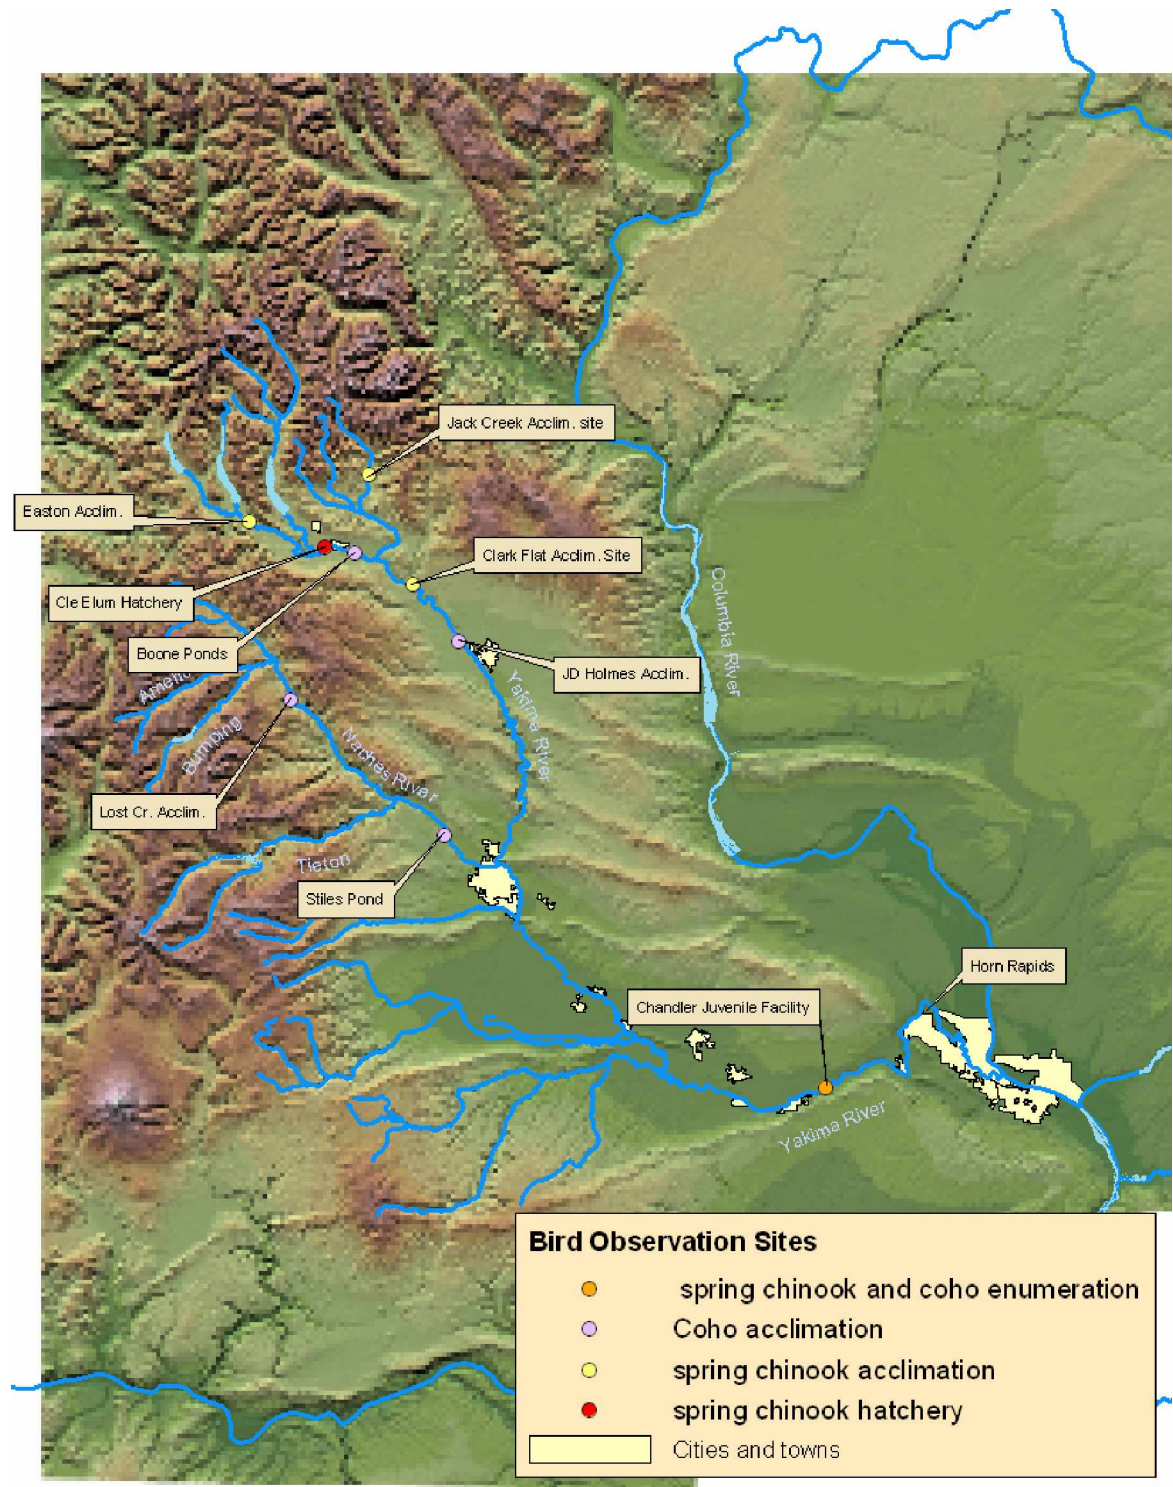 Jack Creek Acclim. site
Easton Acclim.
Clark Flat Acclim. Site
Cle Elum Hatchery
Boone Ponds
JD Holmes Acclim.
Columbia River
Yakima River
Bumping
Naches River
Lost Cr. Acclim.
Tieton
Stiles Pond
Horn Rapids
Chandler Juvenile Facility
Yakima River
Bird Observation Sites
spring chinook and coho enumeration
Coho acclimation
spring chinook acclimation
spring chinook hatchery
Cities and towns